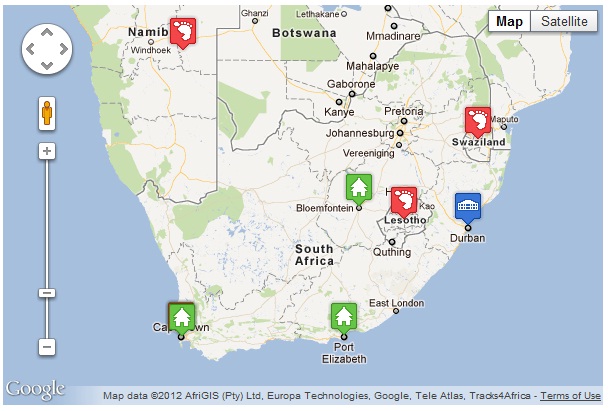 Map Satellite
Ghanzi
Letlhakane
Namib
Botswana
Mmadinare
Windhoek
Mahalapye
Gaborone
Kanye
Pretoria
Johannesburg
Maputo
Swaziland
Vereeniging
H
Bloemfontein
Kao
Lesotho
Durban
South
Africa
Quthing
East London
Cap own
Port
Elizabeth
Google
Map data ©2012 AfriGIS (Pty) Ltd, Europa Technologies, Google, Tele Atlas, Tracks4Africa - Terms of Use